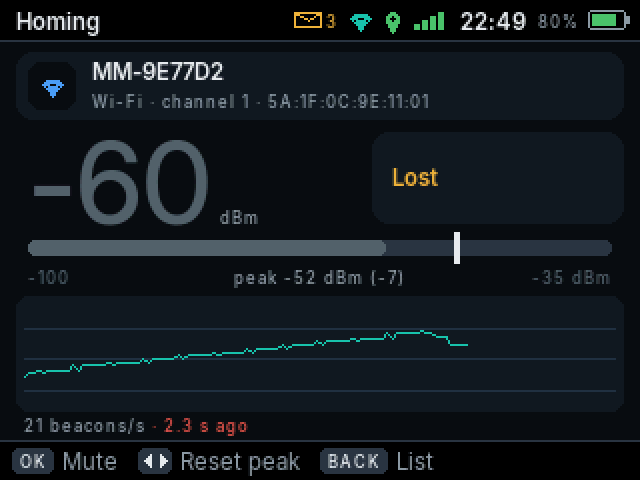 Homing 3 22:49 80%
MM-9E77D2
Wi-Fi · channel 1 · 5A:1F:0C:9E:11:01
-60 dBm
Lost
-100 peak -52 dBm (-7) -35 dBm
21 beacons/s · 2.3 s ago
OK Mute Reset peak BACK List